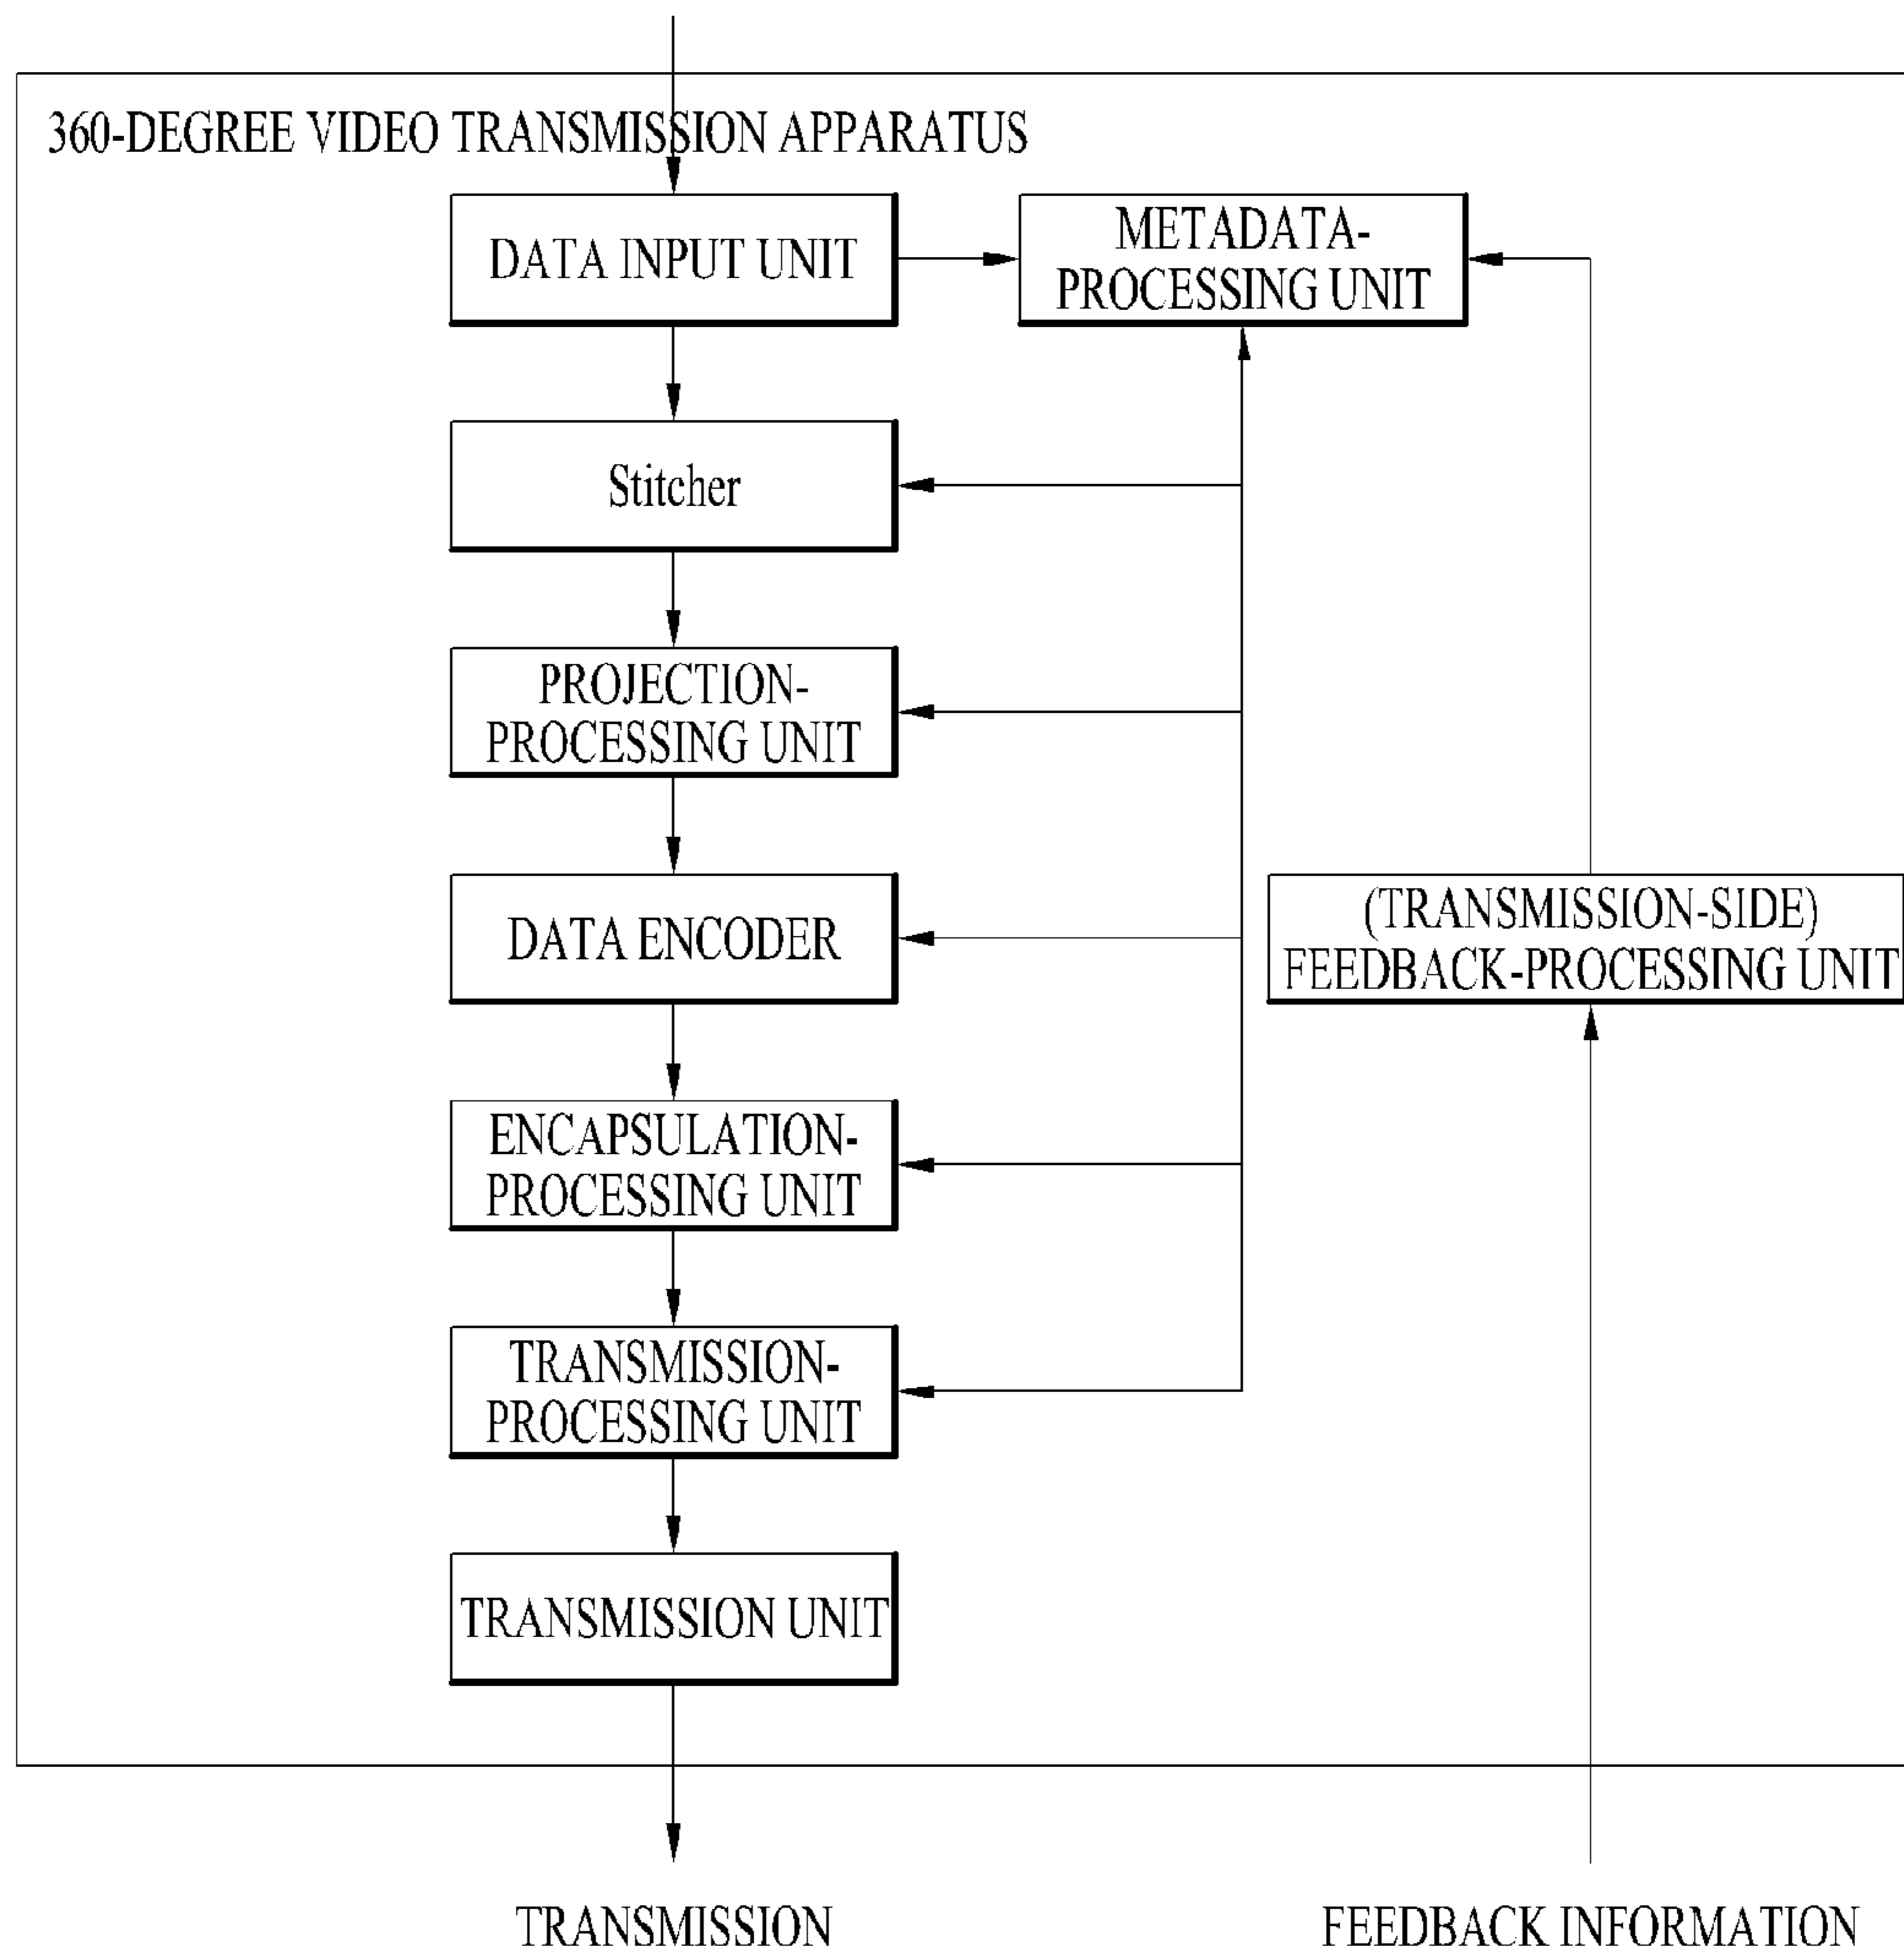 360-DEGREE VIDEO TRANSMISSION APPARATUS
DATA INPUT UNIT
METADATA-
PROCESSING UNIT
Stitcher
PROJECTION-
PROCESSING UNIT
DATA ENCODER
(TRANSMISSION-SIDE)
FEEDBACK-PROCESSING UNIT
ENCAPSULATION-
PROCESSING UNIT
TRANSMISSION-
PROCESSING UNIT
TRANSMISSION UNIT
TRANSMISSION
FEEDBACK INFORMATION